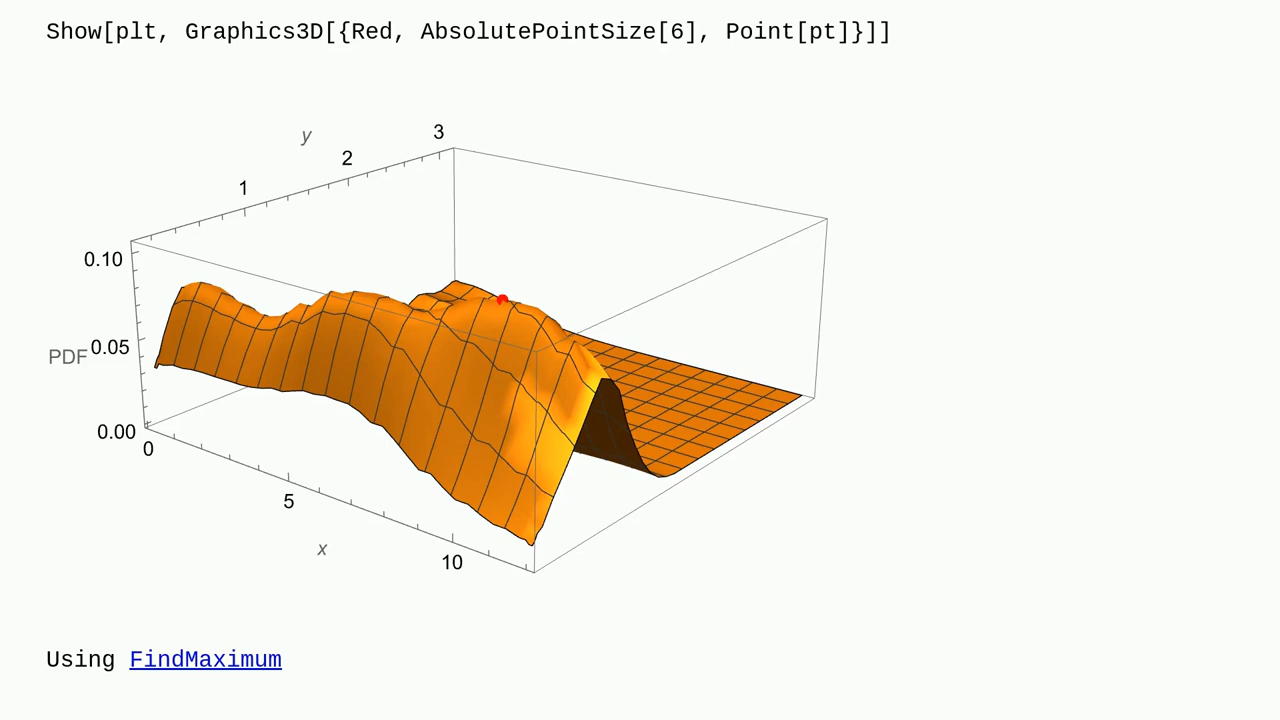 Show[plt, Graphics3D[{Red, AbsolutePointSize[6], Point[pt]}]]
y
3
2
1
0.10
PDF
0.05
0.00
0
5
x
10
Using FindMaximum